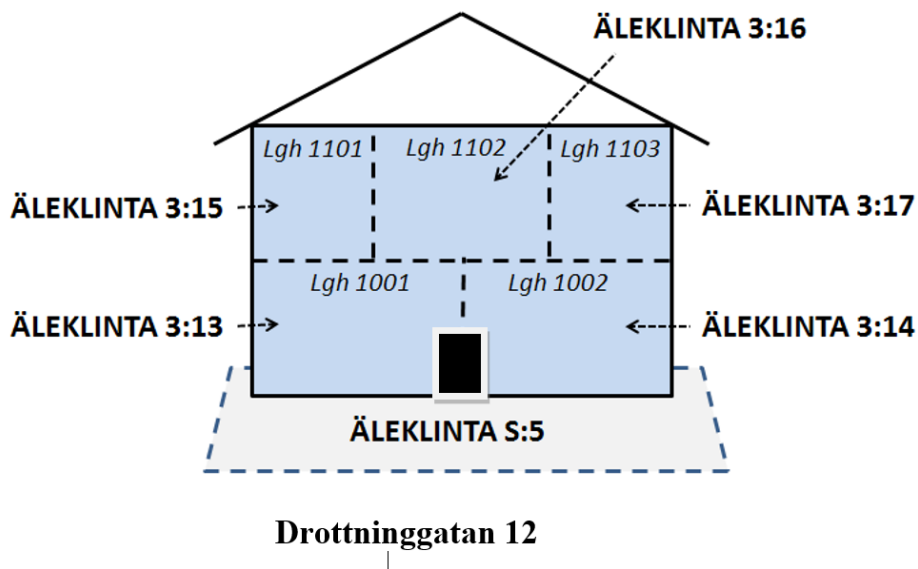 ÄLEKLINTA 3:16
Lgh 1101 Lgh 1102 Lgh 1103
ÄLEKLINTA 3:15 ÄLEKLINTA 3:17
Lgh 1001 Lgh 1002
ÄLEKLINTA 3:13 ÄLEKLINTA 3:14
ÄLEKLINTA S:5
Drottninggatan 12